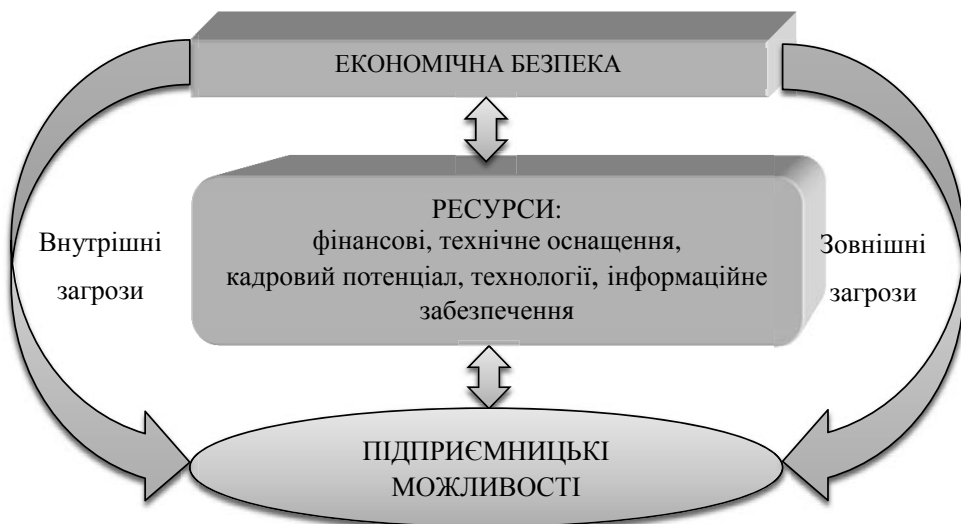 ЕКОНОМІЧНА БЕЗПЕКА
РЕСУРСИ:
фінансові, технічне оснащення,
кадровий потенціал, технології, інформаційне
забезпечення
Внутрішні
загрози
Зовнішні
загрози
ПІДПРИЄМНИЦЬКІ
МОЖЛИВОСТІ